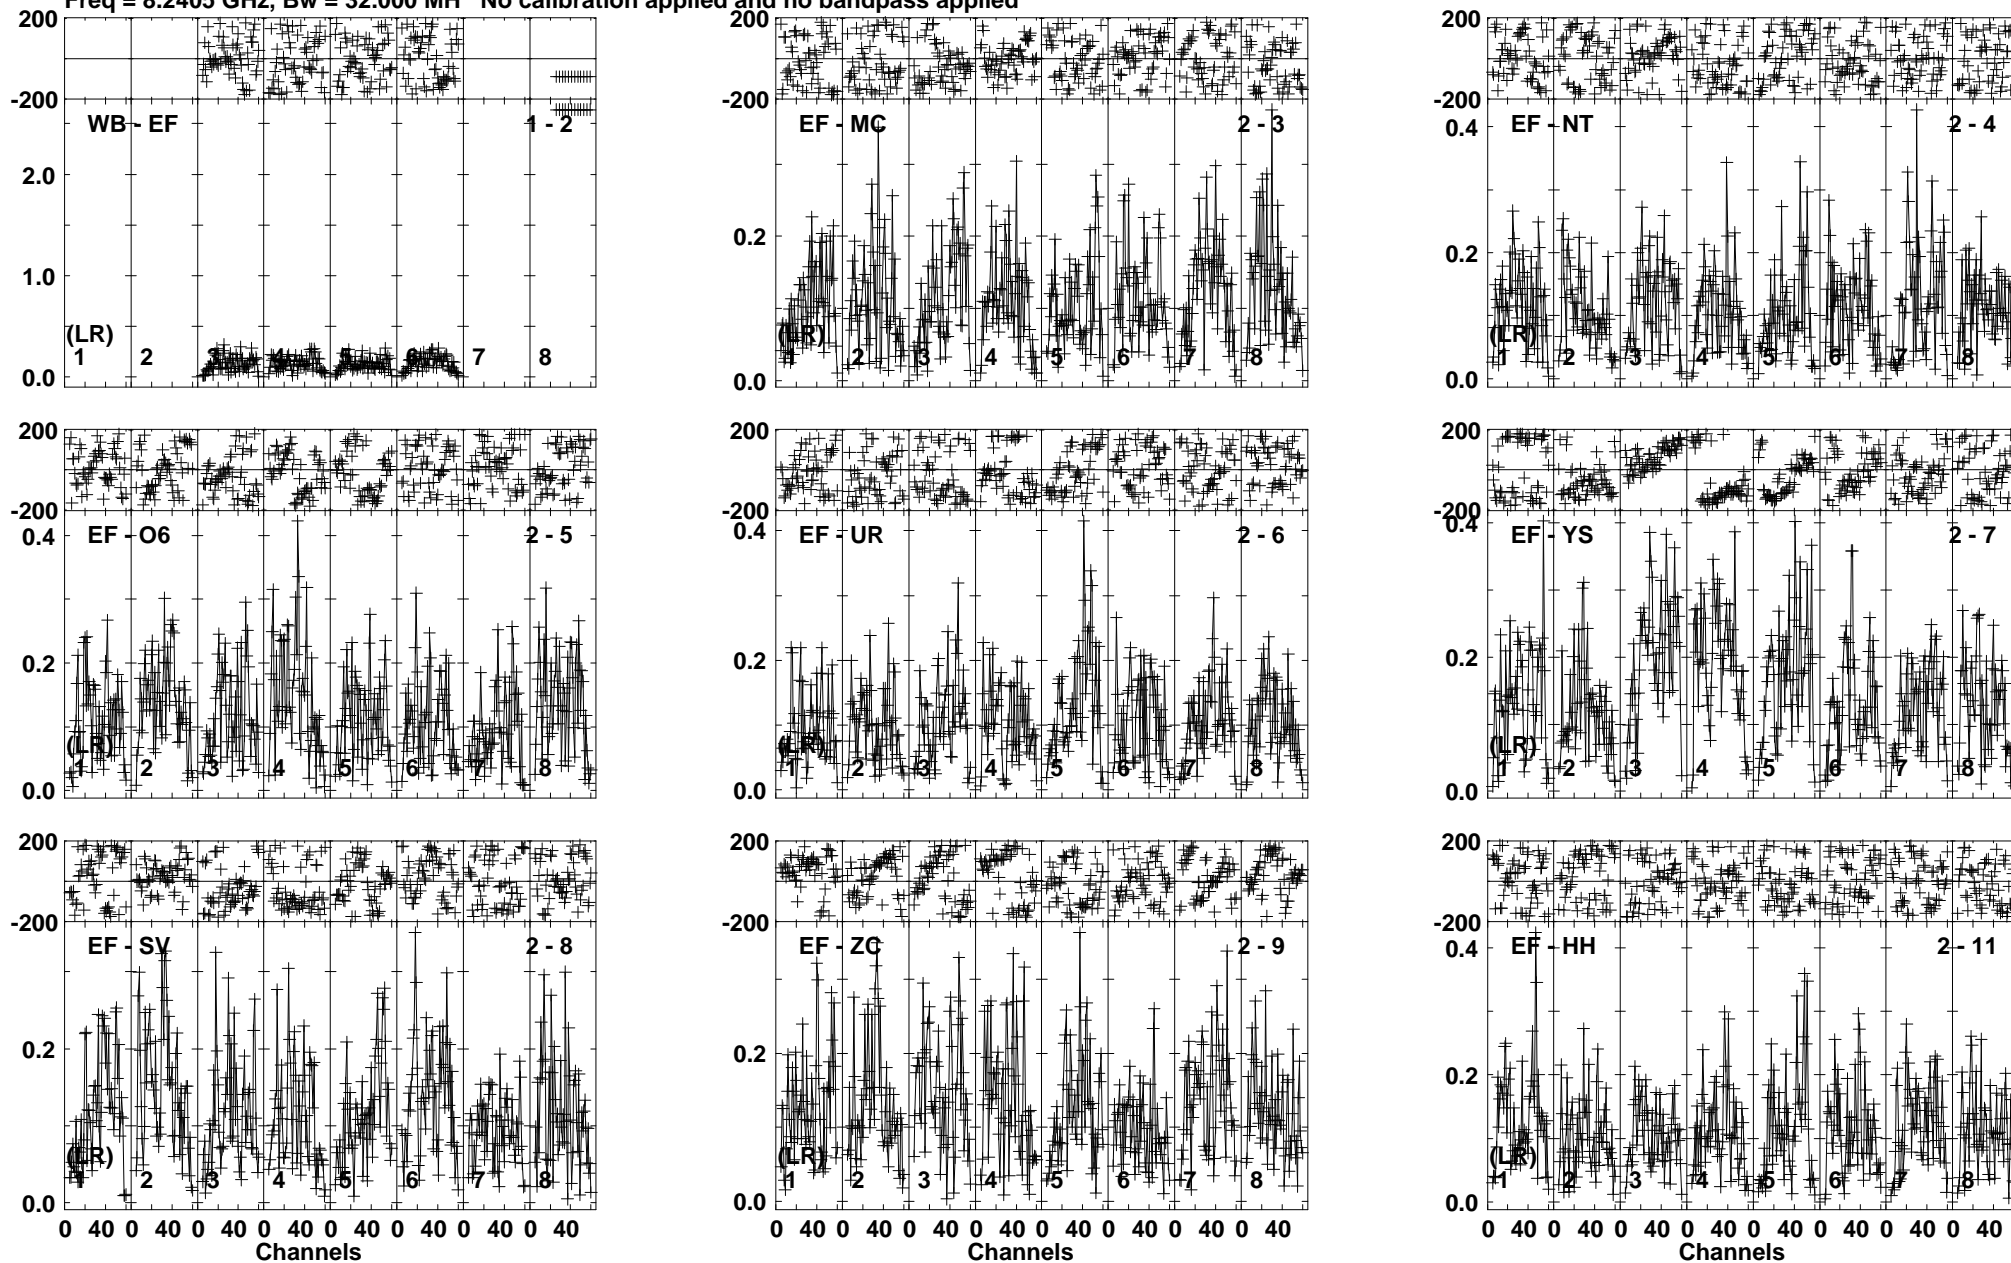 Freq = 8.2405 GHz, Bw = 32.000 MH No calibration applied and no bandpass applied
200
-200
WB - EF
1 - 2
2.0
1.0
0.0
(LR)
1 2 3 4 5 6 7 8
200
-200
EF - MC
2 - 3
0.2
0.0
(LR)
1 2 3 4 5 6 7 8
200
-200
EF - NT
2 - 4
0.4
0.2
0.0
(LR)
1 2 3 4 5 6 7 8
200
-200
EF - O6
2 - 5
0.4
0.2
0.0
(LR)
1 2 3 4 5 6 7 8
200
-200
EF - UR
2 - 6
0.4
0.2
0.0
(LR)
1 2 3 4 5 6 7 8
200
-200
EF - YS
2 - 7
0.4
0.2
0.0
(LR)
1 2 3 4 5 6 7 8
200
-200
EF - SV
2 - 8
0.2
0.0
(LR)
1 2 3 4 5 6 7 8
0 40 0 40 0 40 0 40 0 40 0 40 0 40 0 40
Channels
200
-200
EF - ZC
2 - 9
0.2
0.0
(LR)
1 2 3 4 5 6 7 8
0 40 0 40 0 40 0 40 0 40 0 40 0 40 0 40
Channels
200
-200
EF - HH
2 - 11
0.4
0.2
0.0
(LR)
1 2 3 4 5 6 7 8
0 40 0 40 0 40 0 40 0 40 0 40 0 40 0 40
Channels